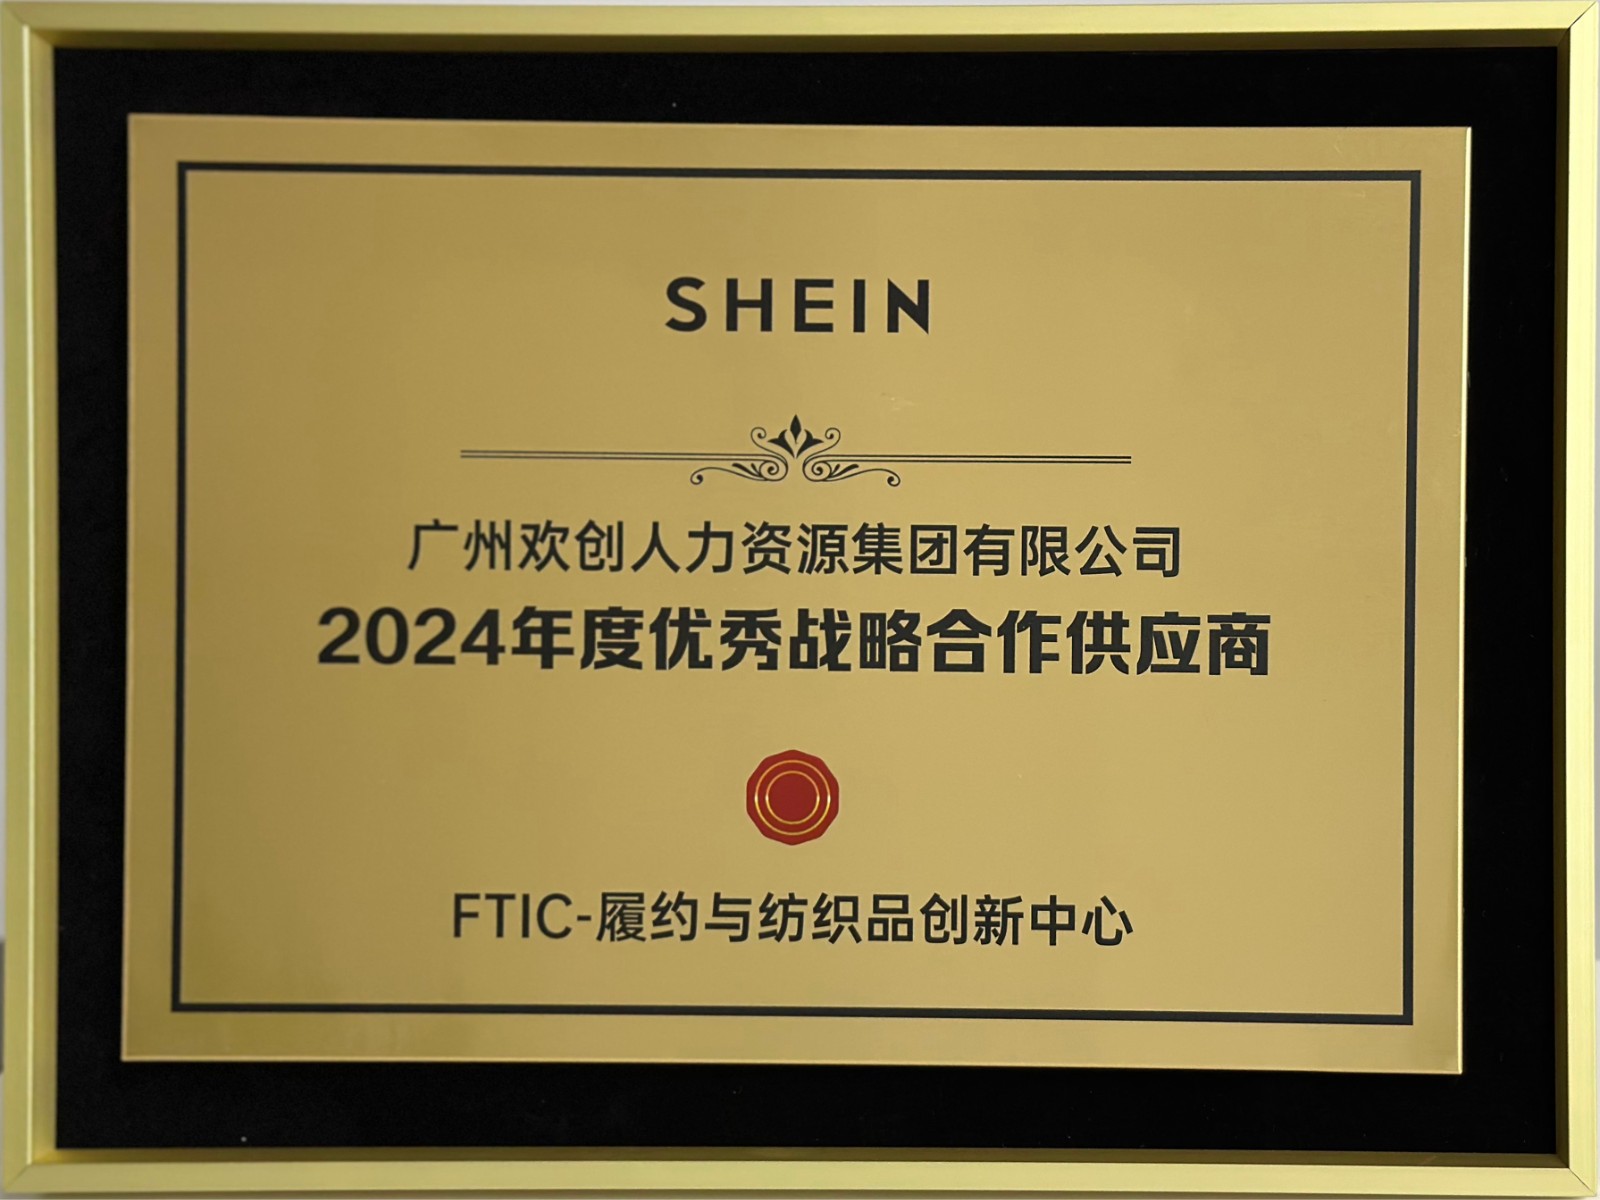 SHEIN
广州欢创人力资源集团有限公司
2024年度优秀战略合作供应商
FTIC-履约与纺织品创新中心